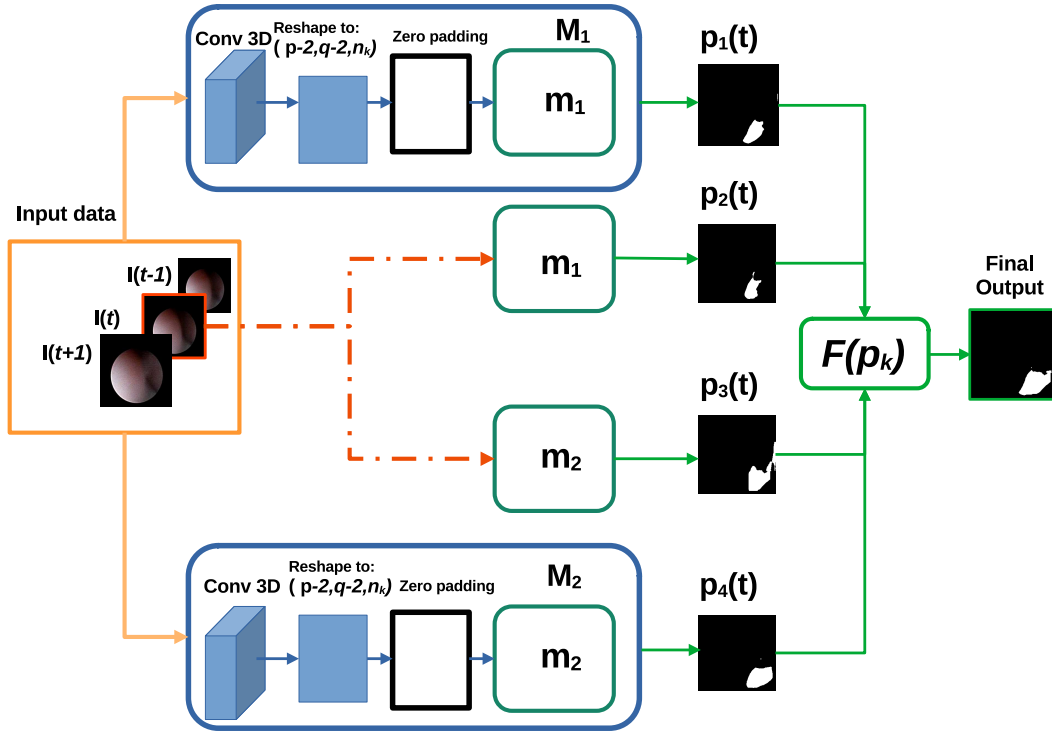 Conv 3D
Reshape to:
( p-2,q-2,nₖ)
Zero padding
M₁
m₁
p₁(t)
Input data
I(t-1)
I(t)
I(t+1)
m₁
p₂(t)
Final
Output
F(pₖ)
m₂
p₃(t)
Conv 3D
Reshape to:
( p-2,q-2,nₖ)
Zero padding
M₂
m₂
p₄(t)